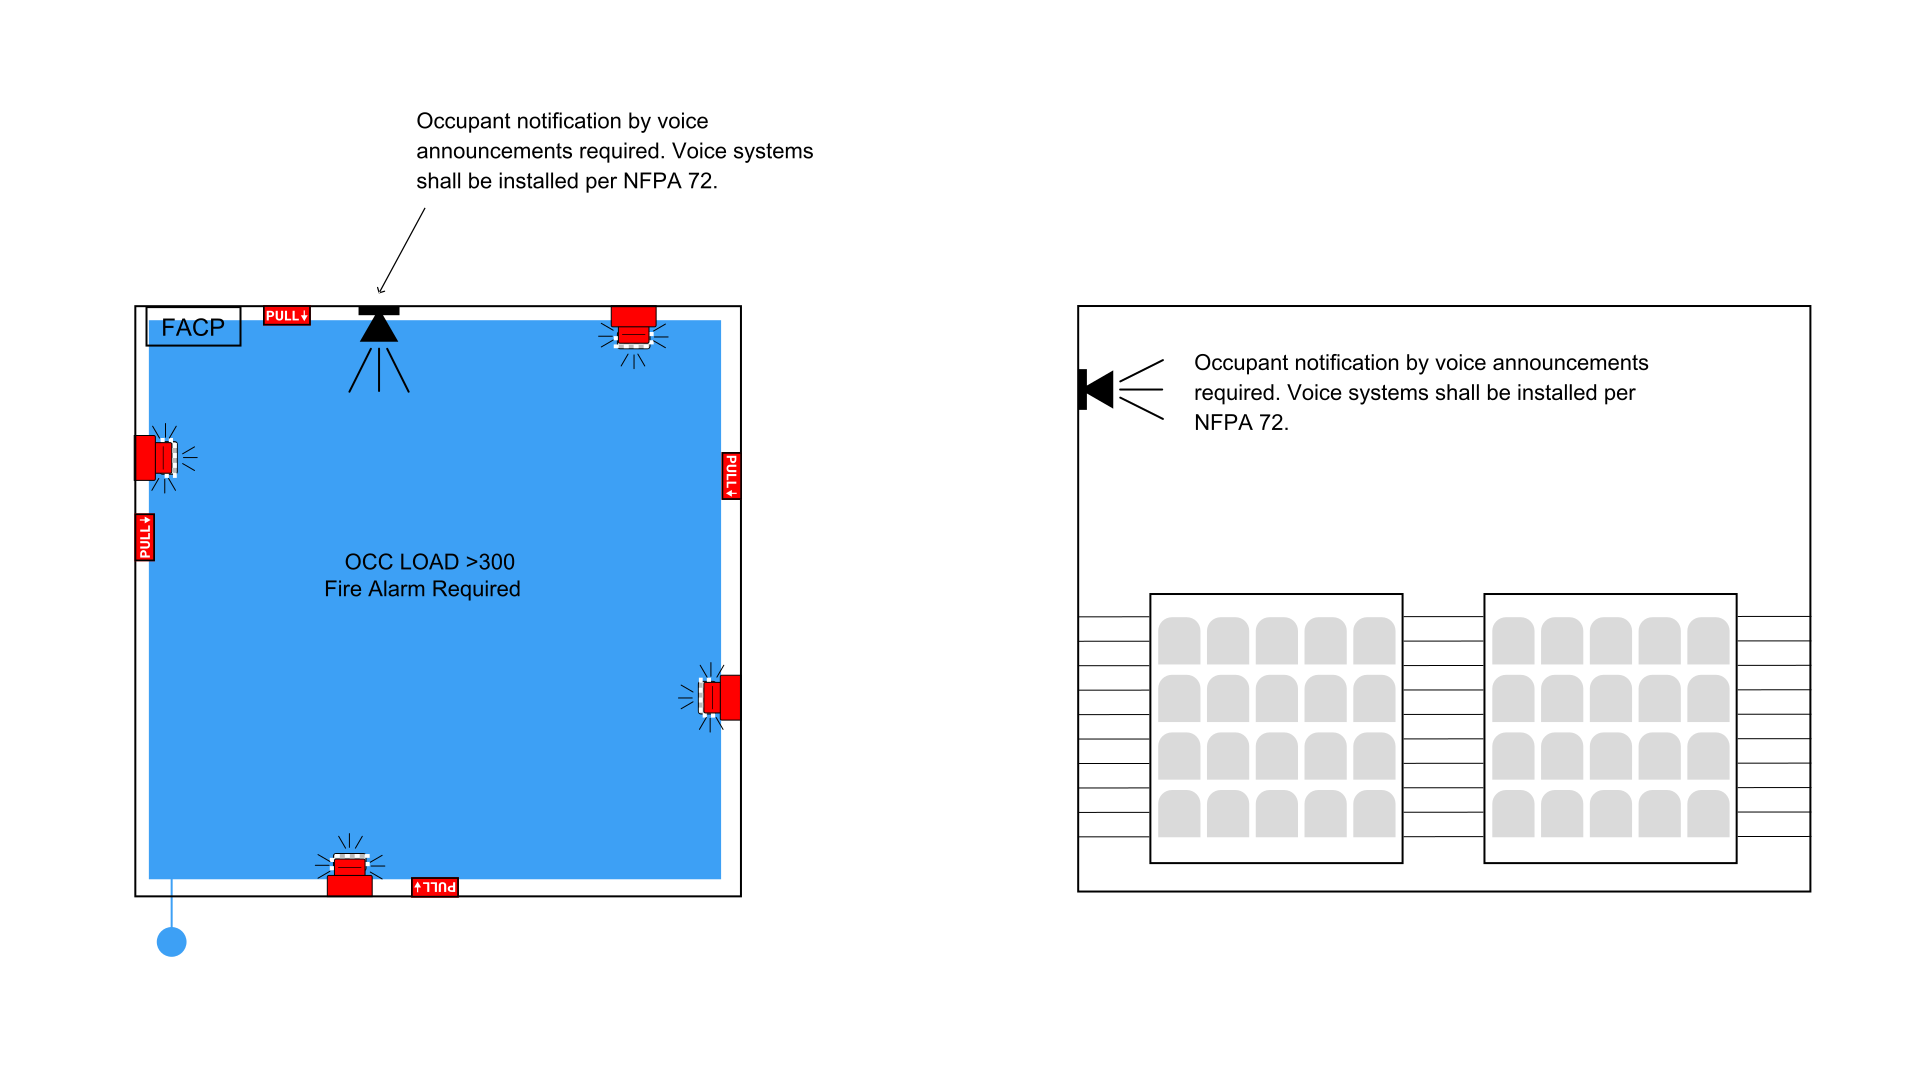 Occupant notification by voice
announcements required. Voice systems
shall be installed per NFPA 72.
FACP
PULL
PULL
PULL
OCC LOAD >300
Fire Alarm Required
PULL
Occupant notification by voice announcements
required. Voice systems shall be installed per
NFPA 72.